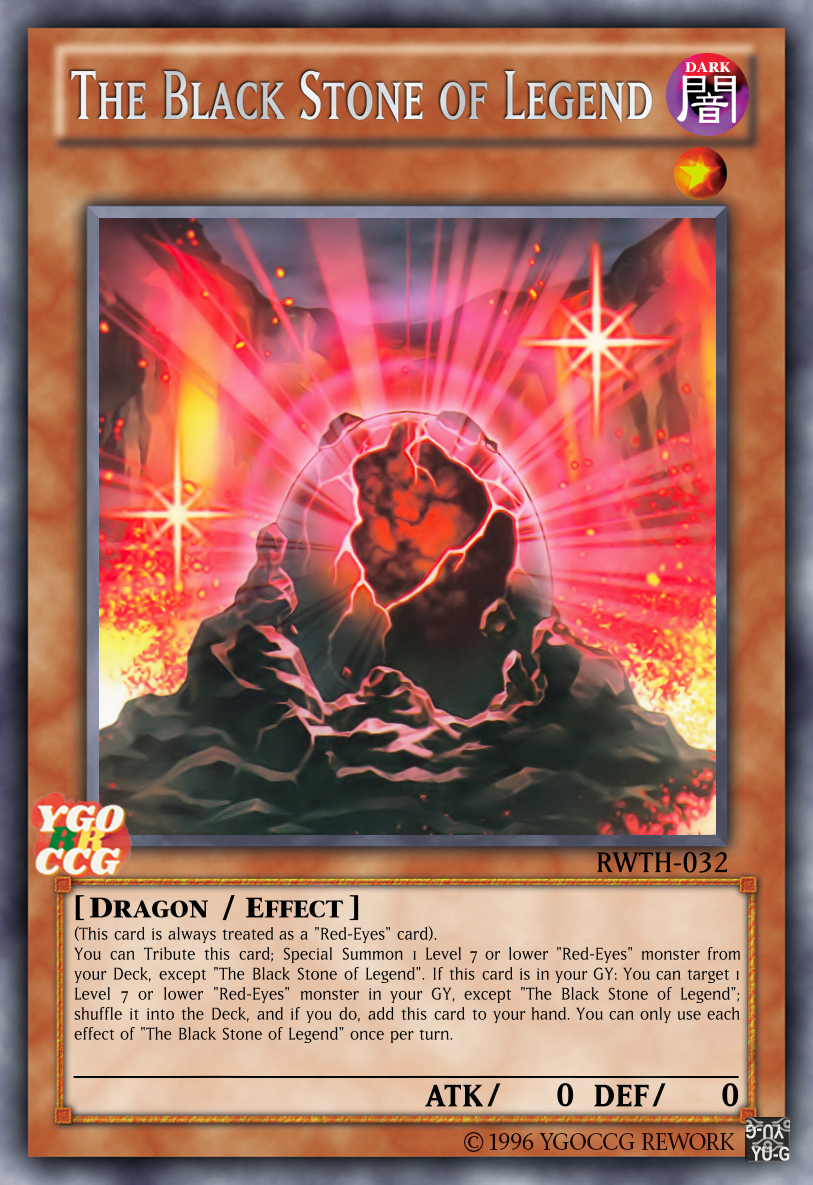 THE BLACK STONE OF LEGEND
DARK
闇
YGO
RR
CCG
RWTH-032
[ DRAGON / EFFECT ]
(This card is always treated as a "Red-Eyes" card).
You can Tribute this card; Special Summon 1 Level 7 or lower "Red-Eyes" monster from
your Deck, except "The Black Stone of Legend". If this card is in your GY: You can target 1
Level 7 or lower "Red-Eyes" monster in your GY, except "The Black Stone of Legend";
shuffle it into the Deck, and if you do, add this card to your hand. You can only use each
effect of "The Black Stone of Legend" once per turn.
ATK/ 0 DEF/ 0
© 1996 YGOCCG REWORK
YU-G